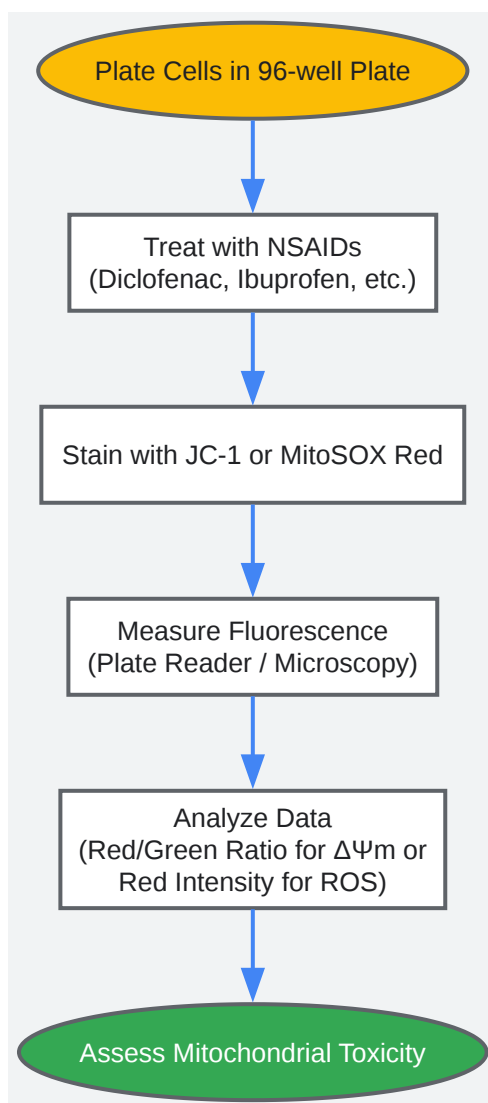 Plate Cells in 96-well Plate
Treat with NSAIDs
(Diclofenac, Ibuprofen, etc.)
Stain with JC-1 or MitoSOX Red
Measure Fluorescence
(Plate Reader / Microscopy)
Analyze Data
(Red/Green Ratio for ΔΨm or
Red Intensity for ROS)
Assess Mitochondrial Toxicity